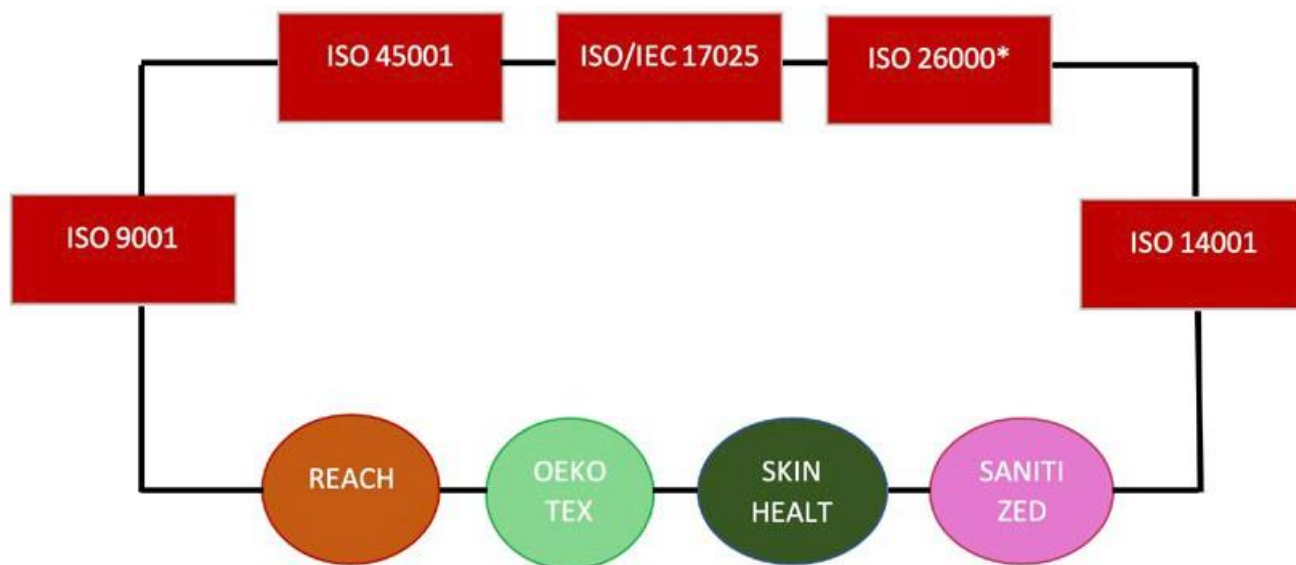 ISO 45001
ISO/IEC 17025
ISO 26000*
ISO 9001
ISO 14001
REACH
OEKO
TEX
SKIN
HEALT
SANITI
ZED